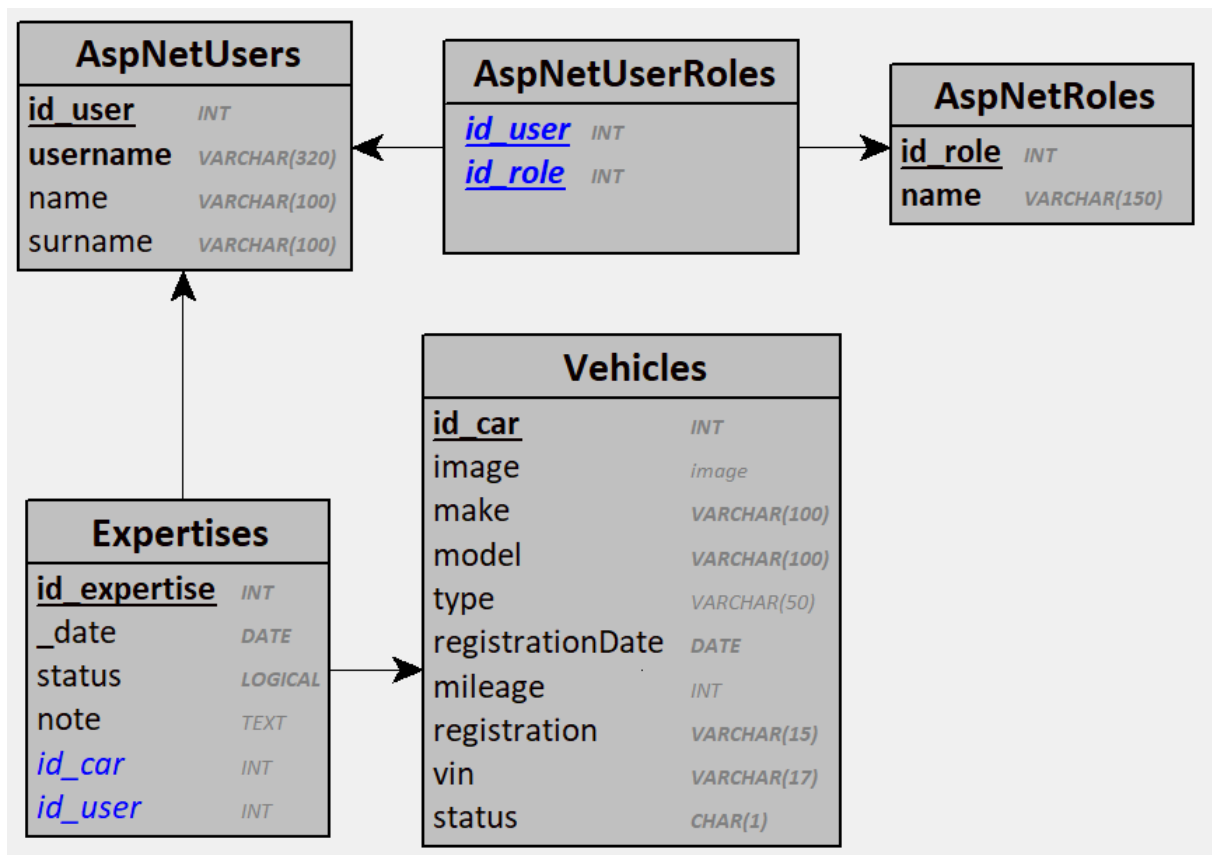 AspNetUsers
id_user INT
username VARCHAR(320)
name VARCHAR(100)
surname VARCHAR(100)
AspNetUserRoles
id_user INT
id_role INT
AspNetRoles
id_role INT
name VARCHAR(150)
Expertises
id_expertise INT
_date DATE
status LOGICAL
note TEXT
id_car INT
id_user INT
Vehicles
id_car INT
image image
make VARCHAR(100)
model VARCHAR(100)
type VARCHAR(50)
registrationDate DATE
mileage INT
registration VARCHAR(15)
vin VARCHAR(17)
status CHAR(1)